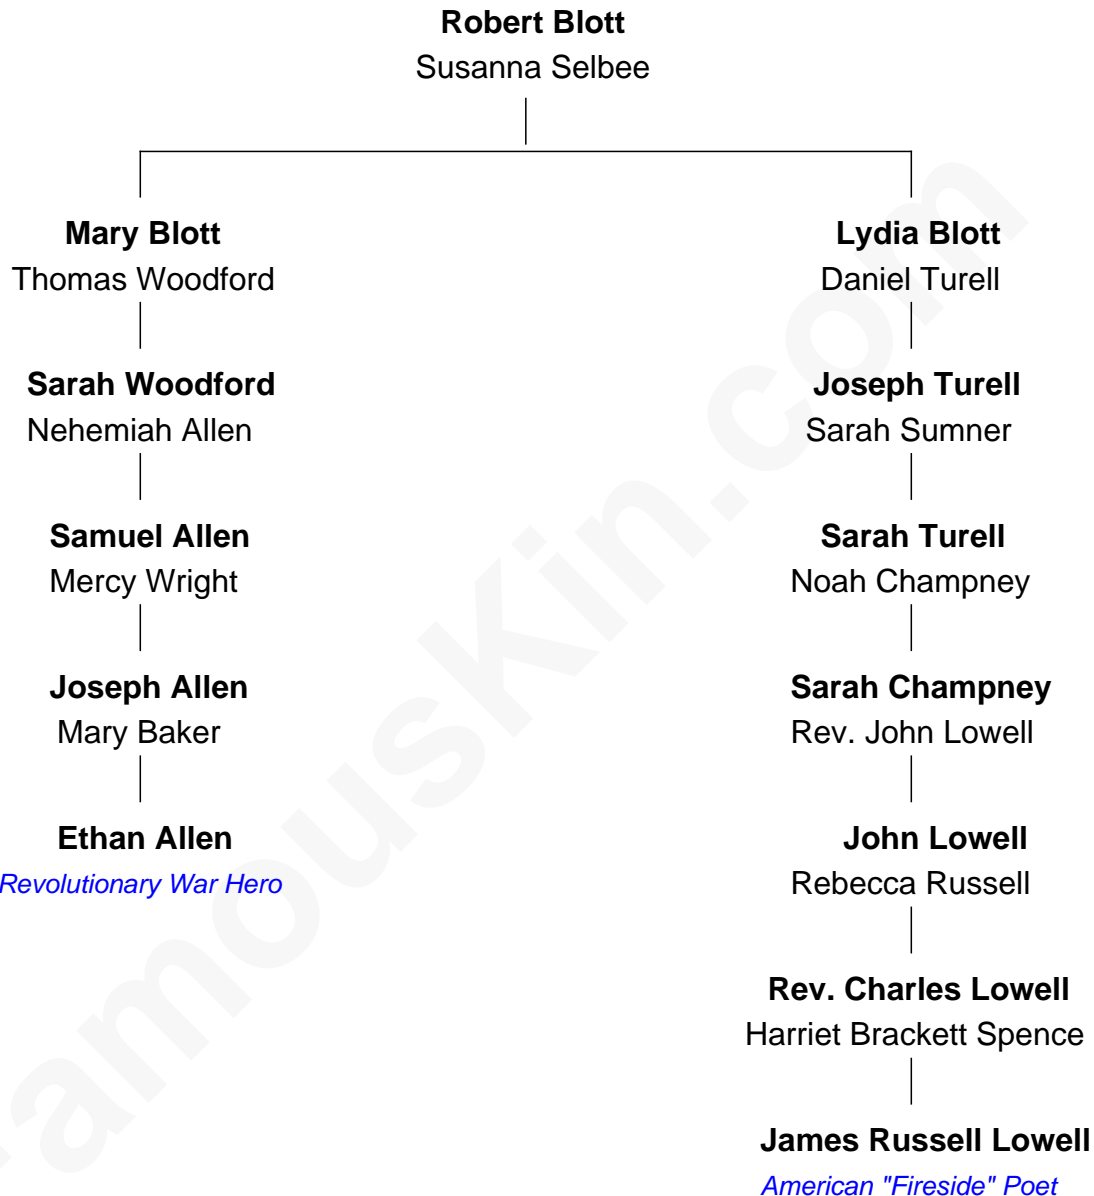 Robert Blott
Susanna Selbee
Mary Blott
Thomas Woodford
Sarah Woodford
Nehemiah Allen
Samuel Allen
Mercy Wright
Joseph Allen
Mary Baker
Ethan Allen
Revolutionary War Hero
Lydia Blott
Daniel Turell
Joseph Turell
Sarah Sumner
Sarah Turell
Noah Champney
Sarah Champney
Rev. John Lowell
John Lowell
Rebecca Russell
Rev. Charles Lowell
Harriet Brackett Spence
James Russell Lowell
American "Fireside" Poet
FamousKin.com